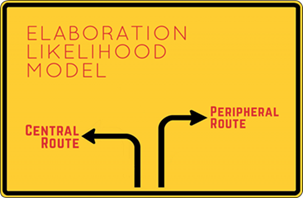 ELABORATION
LIKELIHOOD
MODEL
PERIPHERAL
ROUTE
CENTRAL
ROUTE